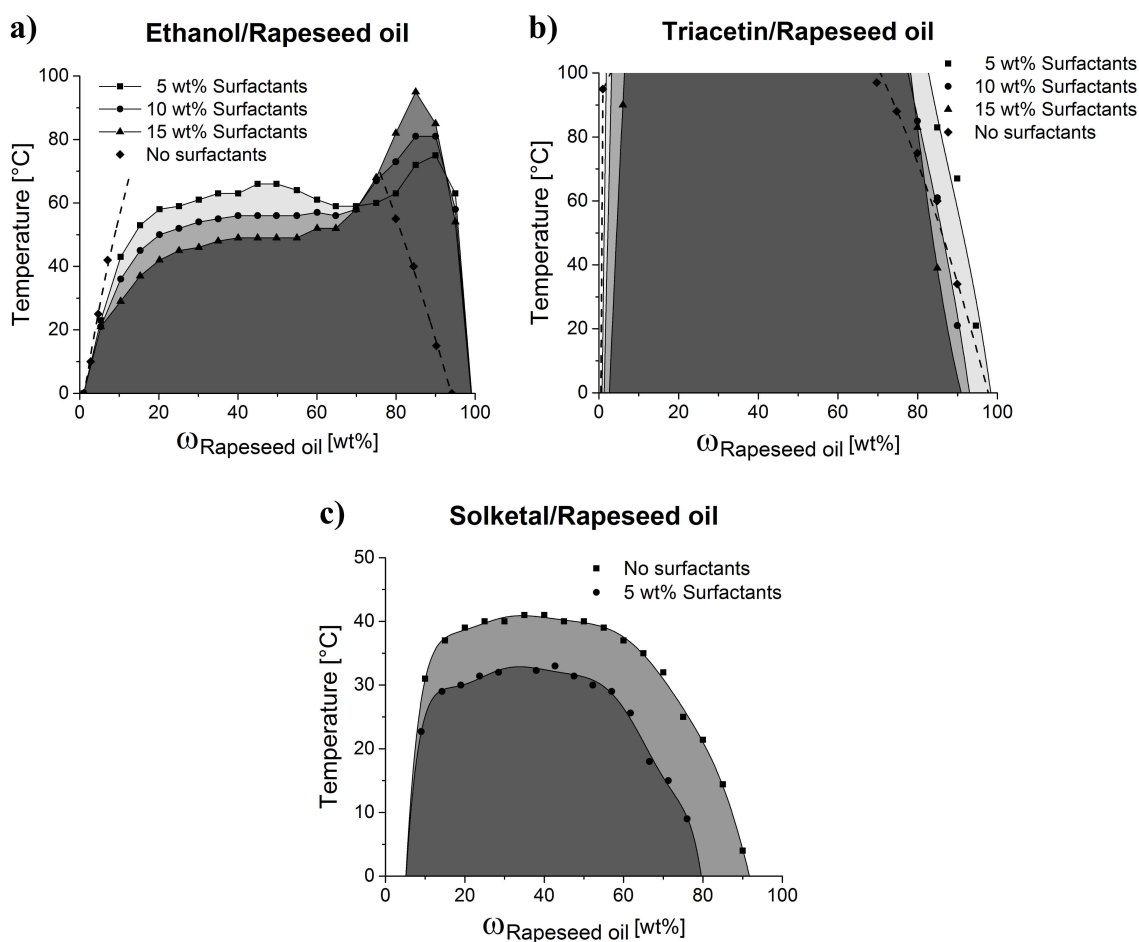 a)
Ethanol/Rapeseed oil
5 wt% Surfactants
10 wt% Surfactants
15 wt% Surfactants
No surfactants
Temperature [°C]
100
80
60
40
20
0
0 20 40 60 80 100
ωRapeseed oil [wt%]
b)
Triacetin/Rapeseed oil
5 wt% Surfactants
10 wt% Surfactants
15 wt% Surfactants
No surfactants
Temperature [°C]
100
80
60
40
20
0
0 20 40 60 80 100
ωRapeseed oil [wt%]
c)
Solketal/Rapeseed oil
No surfactants
5 wt% Surfactants
Temperature [°C]
50
40
30
20
10
0
0 20 40 60 80 100
ωRapeseed oil [wt%]